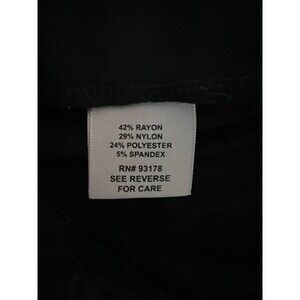 42% RAYON
29% NYLON
24% POLYESTER
5% SPANDEX
RN# 93178
SEE REVERSE
FOR CARE